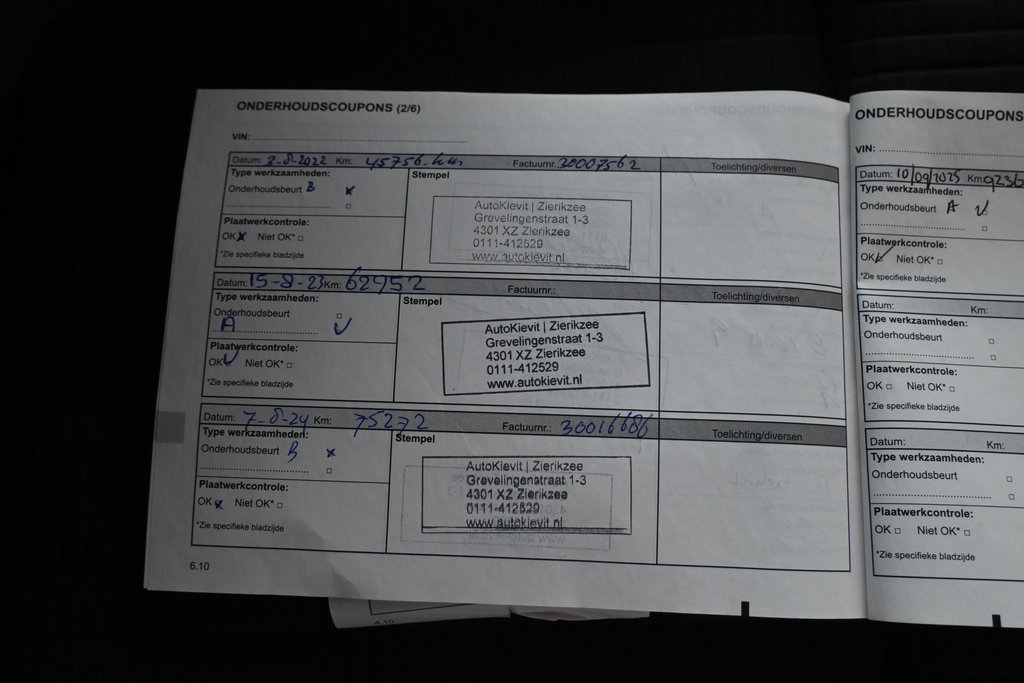 ONDERHOUDSCOUPONS (2/6)
VIN:
Datum: 3-8-2022 Km: 45756 km Factuurnr.: 30007562 Toelichting/diversen
Type werkzaamheden:
Onderhoudsbeurt B x
Stempel
AutoKievit | Zierikzee
Grevelingenstraat 1-3
4301 XZ Zierikzee
0111-412529
www.autokievit.nl
Plaatwerkcontrole:
OK x Niet OK* □
*Zie specifieke bladzijde
Datum: 15-8-23 Km: 62952 Factuurnr.: Toelichting/diversen
Type werkzaamheden:
Onderhoudsbeurt □
A ✓
Stempel
AutoKievit | Zierikzee
Grevelingenstraat 1-3
4301 XZ Zierikzee
0111-412529
www.autokievit.nl
Plaatwerkcontrole:
OK ✓ Niet OK* □
*Zie specifieke bladzijde
Datum: 7-8-24 Km: 75272 Factuurnr.: 30016686 Toelichting/diversen
Type werkzaamheden:
Onderhoudsbeurt B x
Stempel
AutoKievit | Zierikzee
Grevelingenstraat 1-3
4301 XZ Zierikzee
0111-412529
www.autokievit.nl
Plaatwerkcontrole:
OK x Niet OK* □
*Zie specifieke bladzijde
6.10
ONDERHOUDSCOUPONS
VIN:
Datum: 10/09/2025 Km: 9236
Type werkzaamheden:
Onderhoudsbeurt A ✓
Plaatwerkcontrole:
OK ✓ Niet OK* □
*Zie specifieke bladzijde
Datum: Km:
Type werkzaamheden:
Onderhoudsbeurt □
Plaatwerkcontrole:
OK □ Niet OK* □
*Zie specifieke bladzijde
Datum: Km:
Type werkzaamheden:
Onderhoudsbeurt □
Plaatwerkcontrole:
OK □ Niet OK* □
*Zie specifieke bladzijde